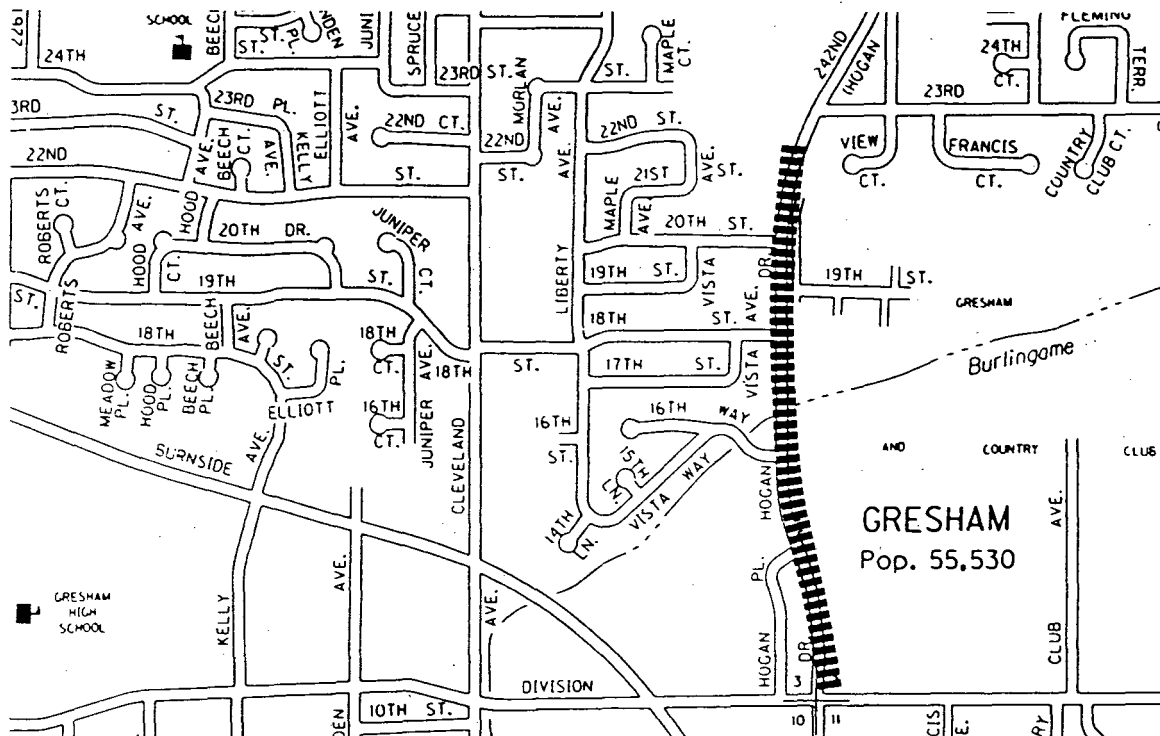 SCHOOL
24TH
ST.
ST.
PL.
BEECH
SPRUCE
23RD ST.
MORLAN
ST.
MAPLE
CT.
242ND
(HOGAN
24TH
CT.
FLEMING
TERR.
23RD
3RD
ST.
23RD PL.
ELLIOTT
AVE.
22ND CT.
22ND
ST.
AVE.
22ND ST.
22ND
AVE.
BEECH
CT.
AVE.
KELLY
ST.
AVE.
21ST
AVE.
ST.
VIEW
CT.
FRANCIS
CT.
COUNTRY
CLUB CT.
ROBERTS
CT.
AVE.
HOOD
HOOD
CT.
20TH DR.
JUNIPER
CT.
MAPLE
AVE.
20TH ST.
19TH
ST.
19TH ST.
VISTA
DR.
19TH ST.
ST.
ROBERTS
LIBERTY
GRESHAM
18TH
BEECH
AVE.
18TH
CT.
18TH ST.
AVE.
Burlingame
ST.
PL.
AVE.
18TH
ST.
17TH ST.
VISTA
MEADOW
PL.
HOOD
PL.
BEECH
PL.
ELLIOTT
16TH
CT.
JUNIPER
16TH
ST.
16TH WAY
BURNSIDE
AVE.
CLEVELAND
15TH
LN.
VISTA WAY
HOGAN
AND COUNTRY CLUB
14TH
LN.
GRESHAM
Pop. 55,530
AVE.
GRESHAM
HIGH
SCHOOL
KELLY
AVE.
AVE.
PL.
HOGAN
DR.
CLUB
DIVISION
3
10TH ST.
10 11